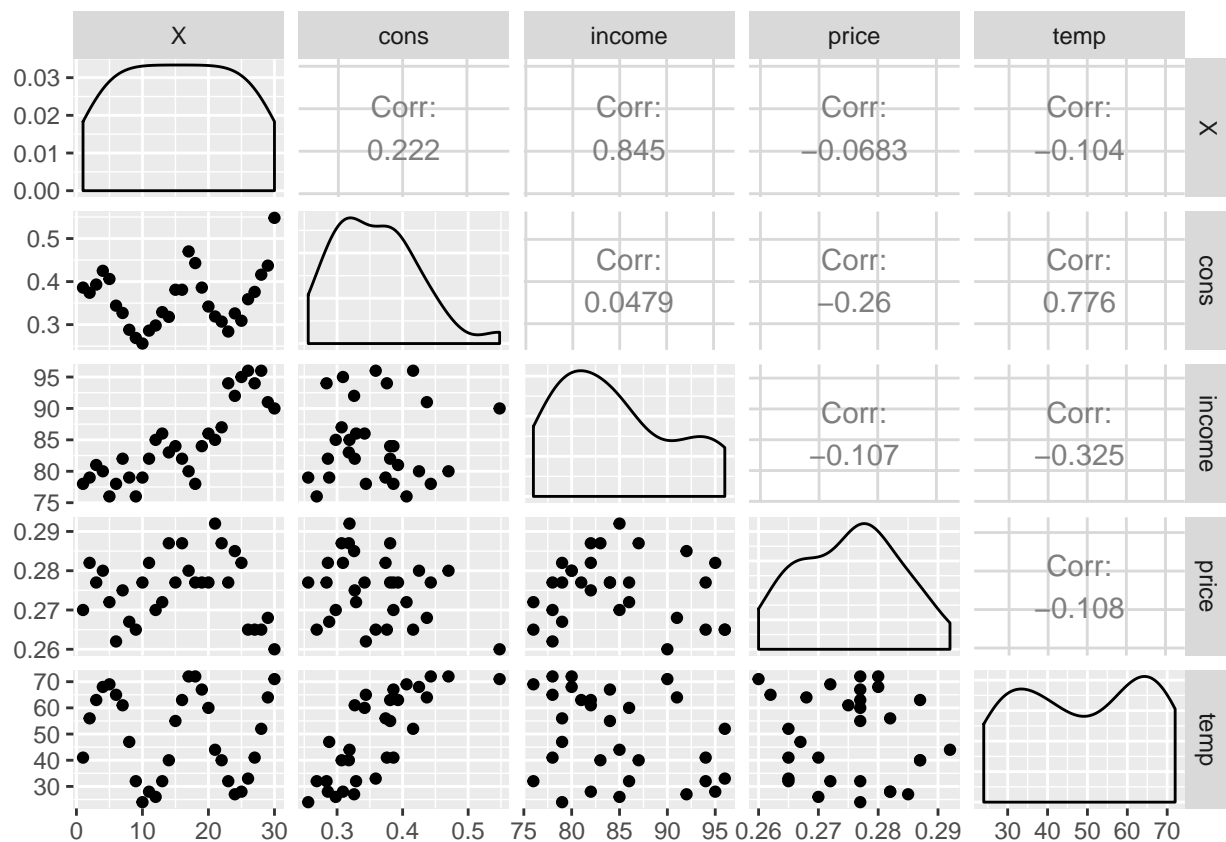 X cons income price temp
0.03
0.02
0.01
0.00
Corr:
0.222
Corr:
0.845
Corr:
−0.0683
Corr:
−0.104
X
0.5
0.4
0.3
Corr:
0.0479
Corr:
−0.26
Corr:
0.776
cons
95
90
85
80
75
Corr:
−0.107
Corr:
−0.325
income
0.29
0.28
0.27
0.26
Corr:
−0.108
price
70
60
50
40
30
temp
0 10 20 30 0.3 0.4 0.5 75 80 85 90 95 0.26 0.27 0.28 0.29 30 40 50 60 70